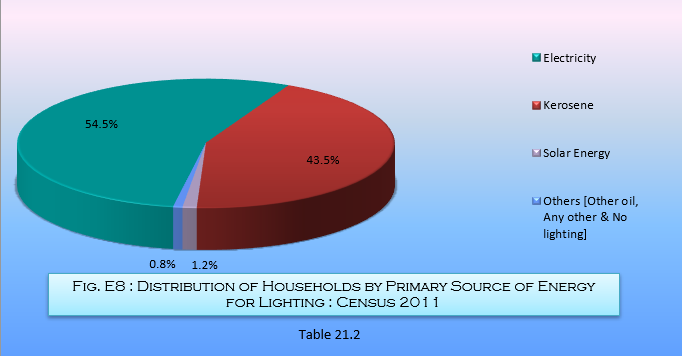 54.5%
43.5%
0.8%
1.2%
Electricity
Kerosene
Solar Energy
Others [Other oil,
Any other & No
lighting]
Fig. E8 : Distribution of Households by Primary Source of Energy
for Lighting : Census 2011
Table 21.2